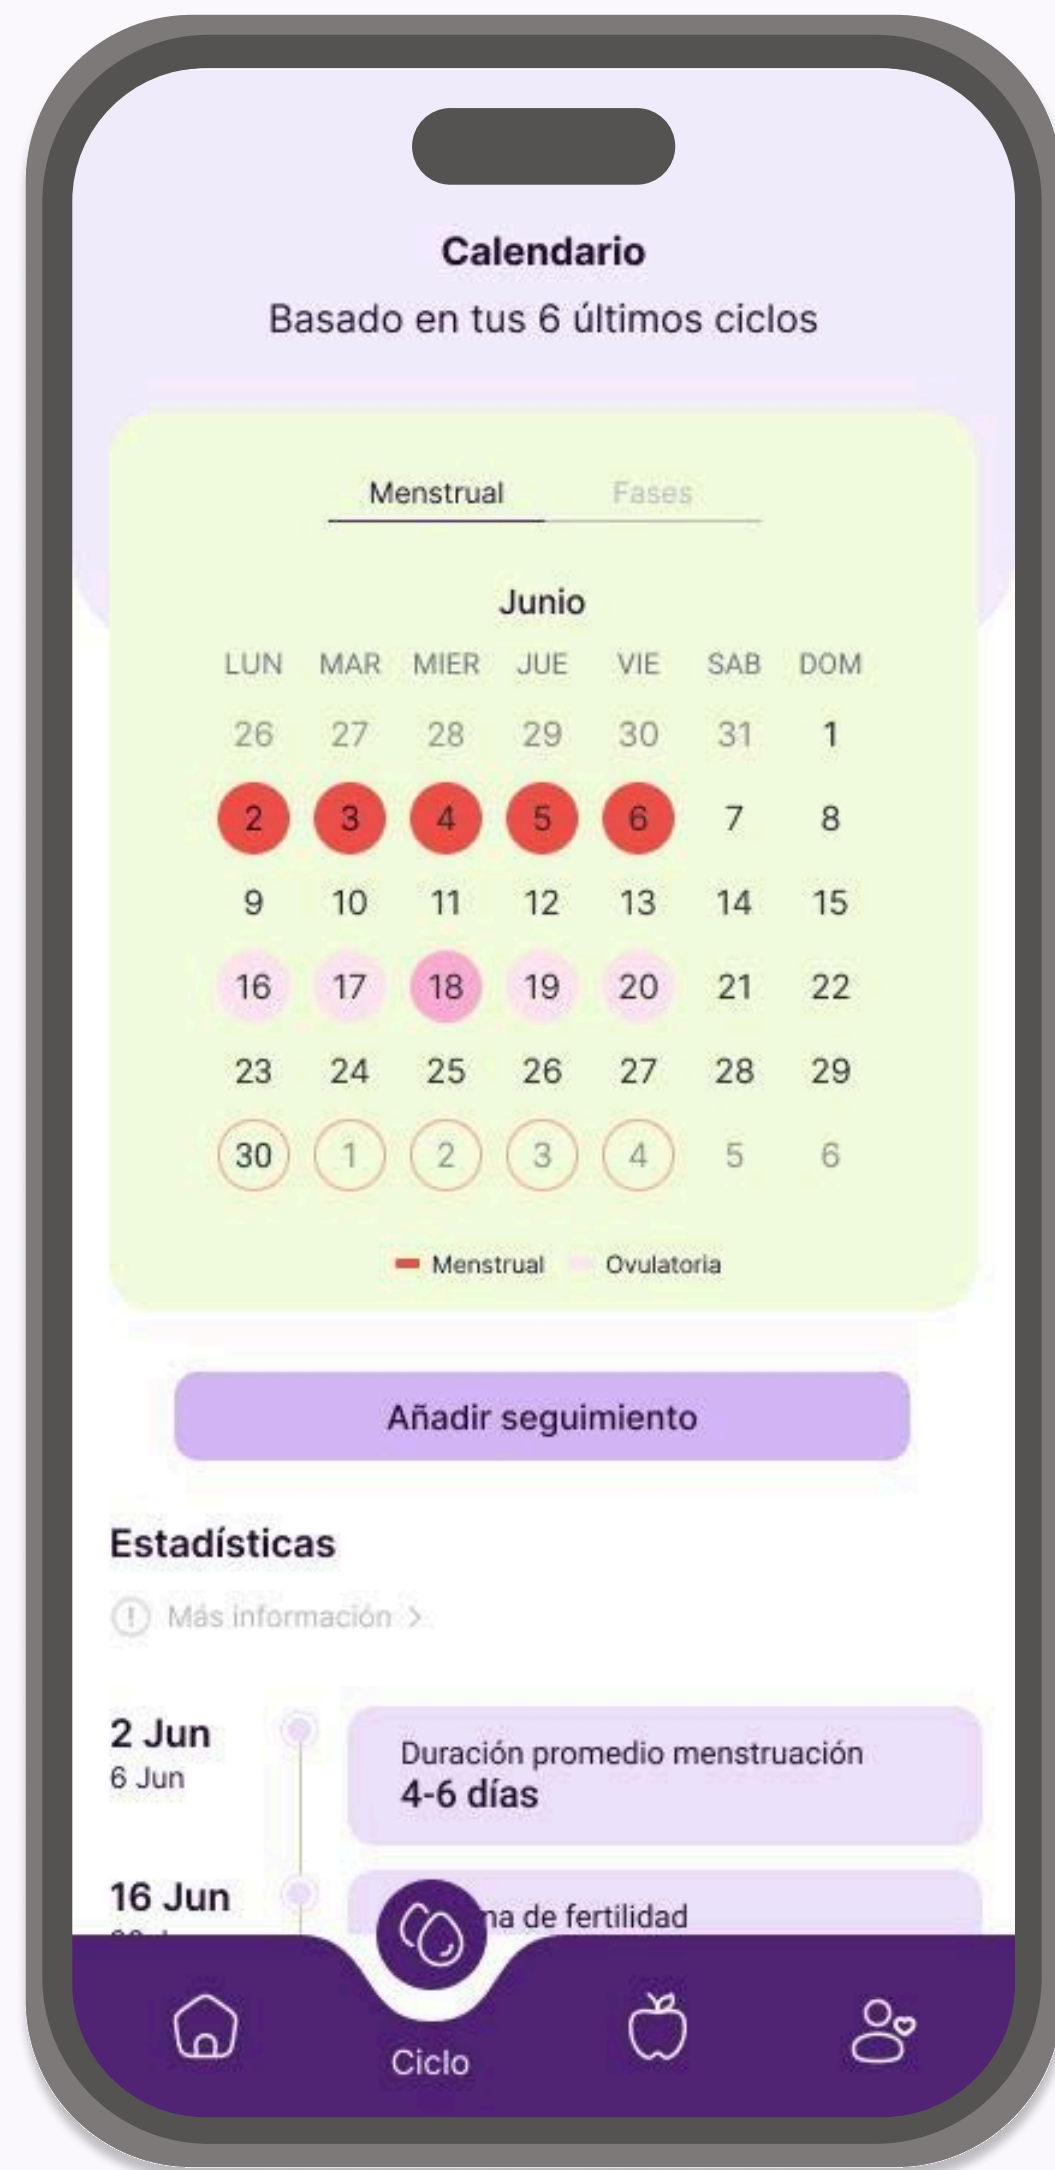 Calendario
Basado en tus 6 últimos ciclos
Menstrual Fases
Junio
LUN MAR MIER JUE VIE SAB DOM
26 27 28 29 30 31 1
2 3 4 5 6 7 8
9 10 11 12 13 14 15
16 17 18 19 20 21 22
23 24 25 26 27 28 29
30 1 2 3 4 5 6
Menstrual Ovulatoria
Añadir seguimiento
Estadísticas
Más información >
2 Jun
6 Jun
Duración promedio menstruación
4-6 días
16 Jun
de fertilidad
Ciclo